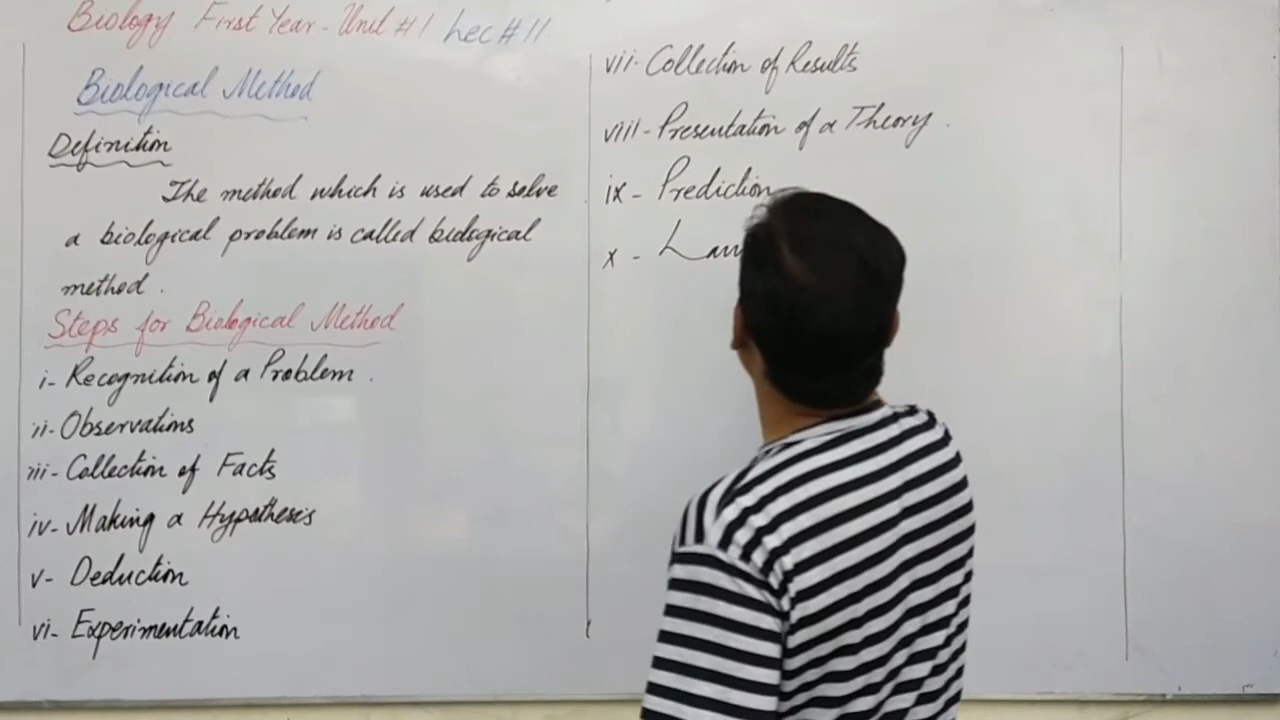 Biology First Year - Unit #1 Lec #11
Biological Method
Definition
The method which is used to solve
a biological problem is called biological
method.
Steps for Biological Method
i- Recognition of a Problem.
ii- Observations
iii- Collection of Facts
iv- Making a Hypothesis
v- Deduction
vi- Experimentation
vii- Collection of Results
viii- Presentation of a Theory.
ix- Prediction
x- Law